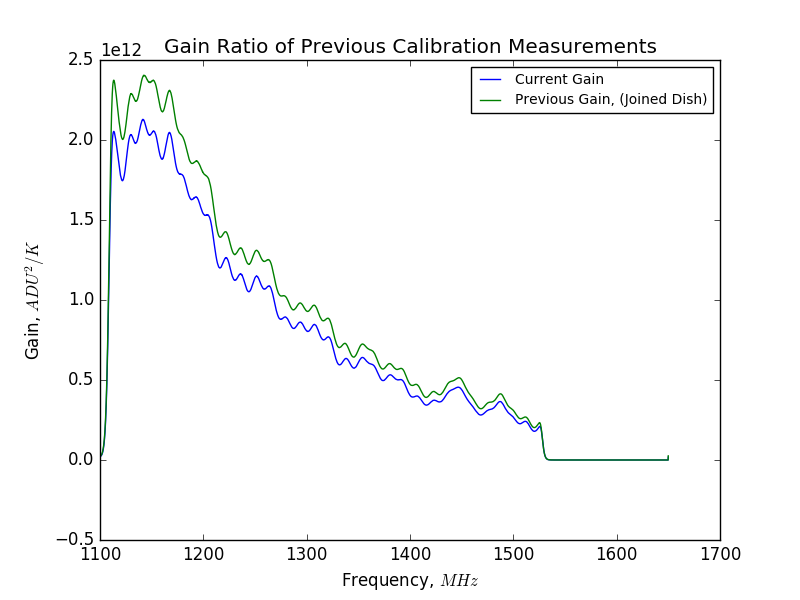 Gain Ratio of Previous Calibration Measurements
1e12
Current Gain
Previous Gain, (Joined Dish)
2.5
2.0
1.5
1.0
0.5
0.0
−0.5
Gain, ADU²/K
1100 1200 1300 1400 1500 1600 1700
Frequency, MHz